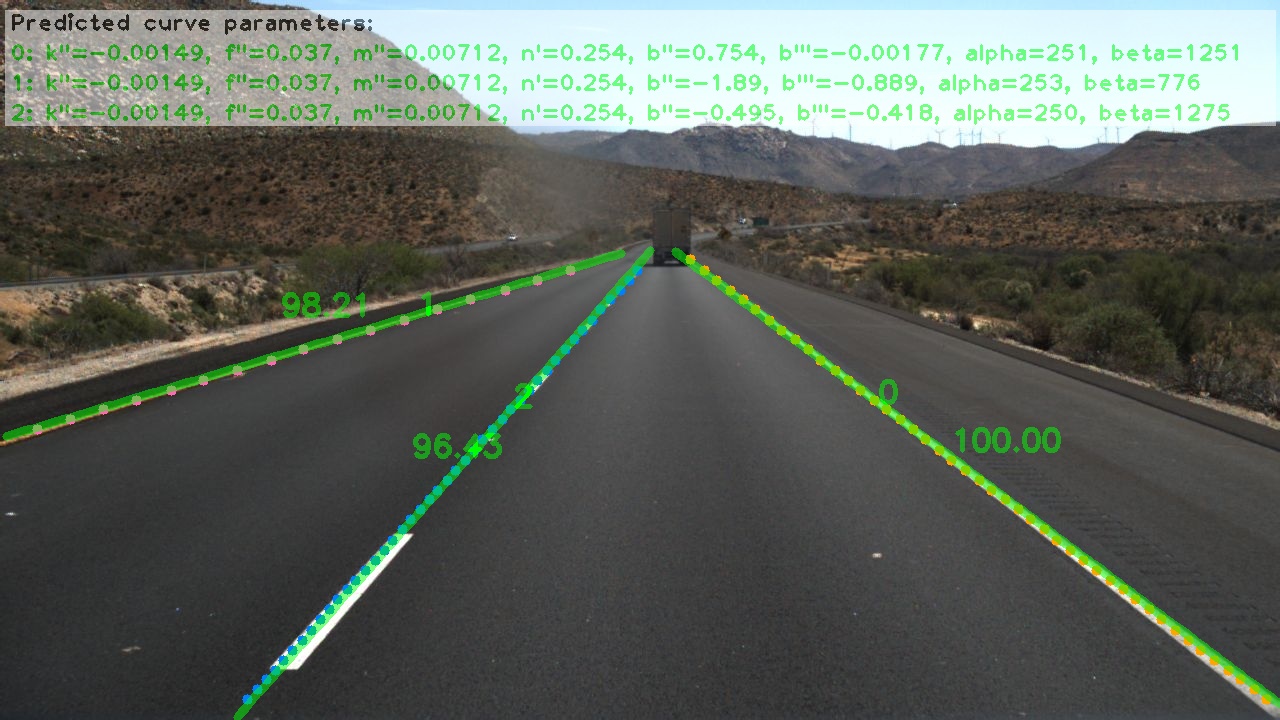 Predicted curve parameters:
0: k"=-0.00149, f"=0.037, m"=0.00712, n'=0.254, b"=0.754, b'''=-0.00177, alpha=251, beta=1251
1: k"=-0.00149, f"=0.037, m"=0.00712, n'=0.254, b"=-1.89, b'''=-0.889, alpha=253, beta=776
2: k"=-0.00149, f"=0.037, m"=0.00712, n'=0.254, b"=-0.495, b'''=-0.418, alpha=250, beta=1275
98.21 1
2 0
96.43 100.00